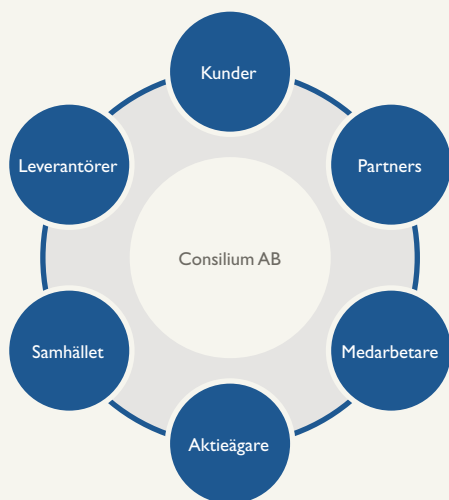 Kunder
Leverantörer
Partners
Consilium AB
Samhället
Medarbetare
Aktieägare